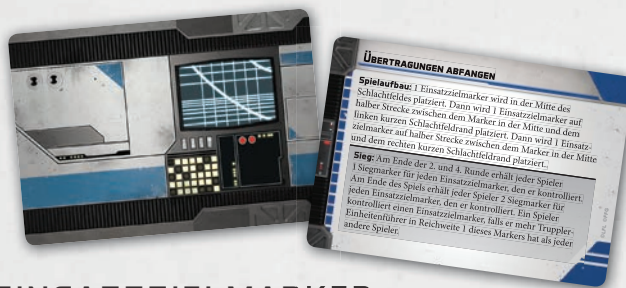 ÜBERTRAGUNGEN ABFANGEN
Spielaufbau: 1 Einsatzzielmarker wird in der Mitte des
Schlachtfeldes platziert. Dann wird 1 Einsatzzielmarker auf
halber Strecke zwischen dem Marker in der Mitte und dem
linken kurzen Schlachtfeldrand platziert. Dann wird 1 Einsatz-
zielmarker auf halber Strecke zwischen dem Marker in der Mitte
und dem rechten kurzen Schlachtfeldrand platziert.
Sieg: Am Ende der 2. und 4. Runde erhält jeder Spieler
1 Siegmarker für jeden Einsatzzielmarker, den er kontrolliert.
Am Ende des Spiels erhält jeder Spieler 2 Siegmarker für
jeden Einsatzzielmarker, den er kontrolliert. Ein Spieler
kontrolliert einen Einsatzzielmarker, falls er mehr Truppler-
Einheitenführer in Reichweite 1 dieses Markers hat als jeder
andere Spieler.